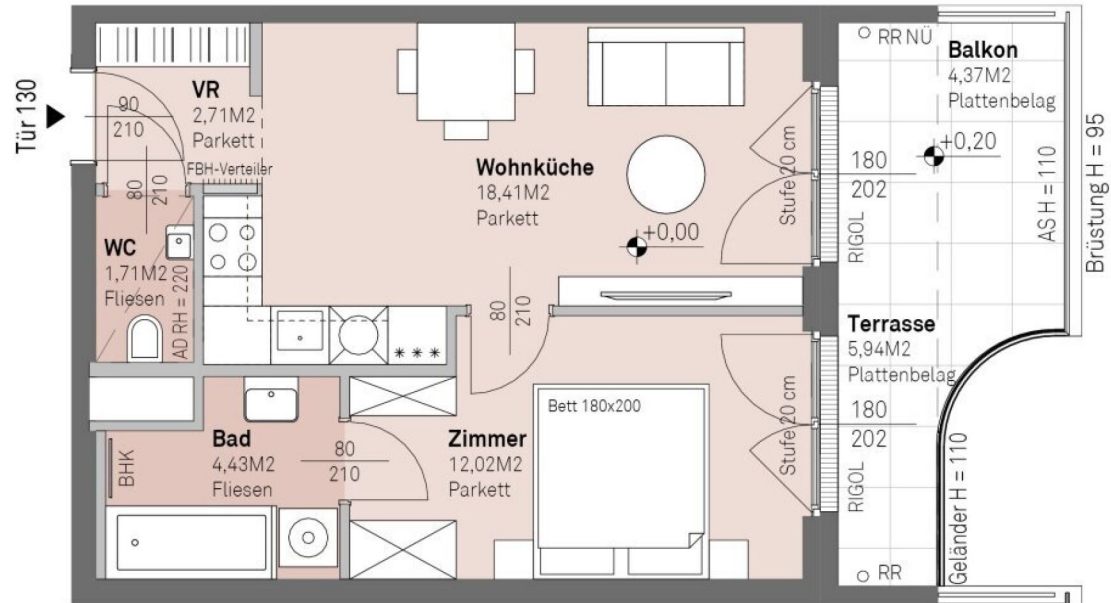 Tür 130
90
210
VR
2,71M2
Parkett
FBH-Verteiler
80
210
WC
1,71M2
Fliesen
AD RH = 220
Wohnküche
18,41M2
Parkett
+0,00
80
210
Stufe 20 cm
180
202
RIGOL
RR NÜ
Balkon
4,37M2
Plattenbelag
+0,20
AS H = 110
Brüstung H = 95
Terrasse
5,94M2
Plattenbelag
Bad
4,43M2
Fliesen
BHK
80
210
Zimmer
12,02M2
Parkett
Bett 180x200
Stufe 20 cm
180
202
RIGOL
Geländer H = 110
RR